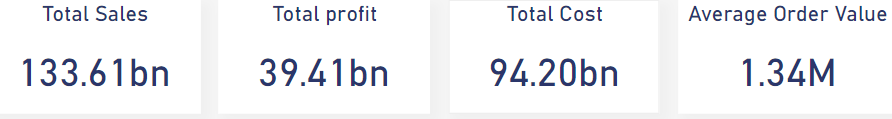 Total Sales
133.61bn
Total profit
39.41bn
Total Cost
94.20bn
Average Order Value
1.34M